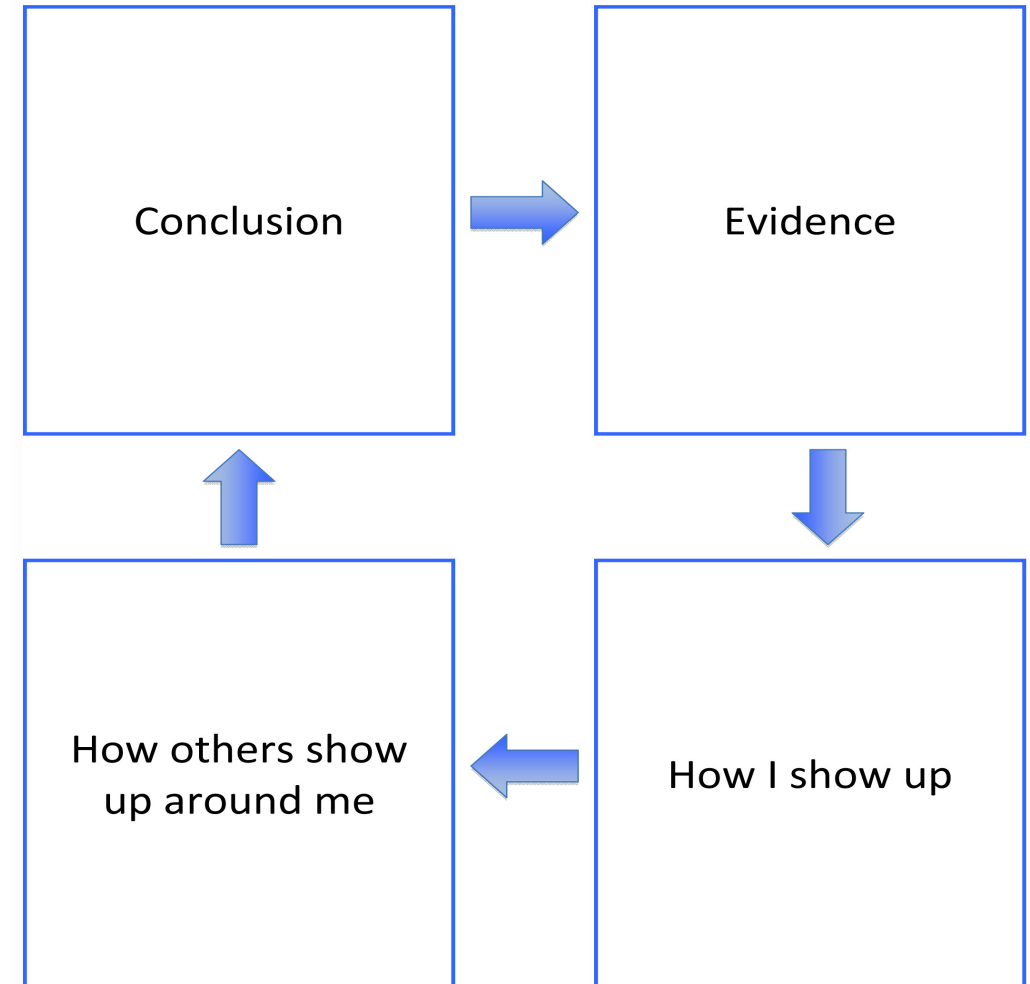 Conclusion
Evidence
How others show
up around me
How I show up